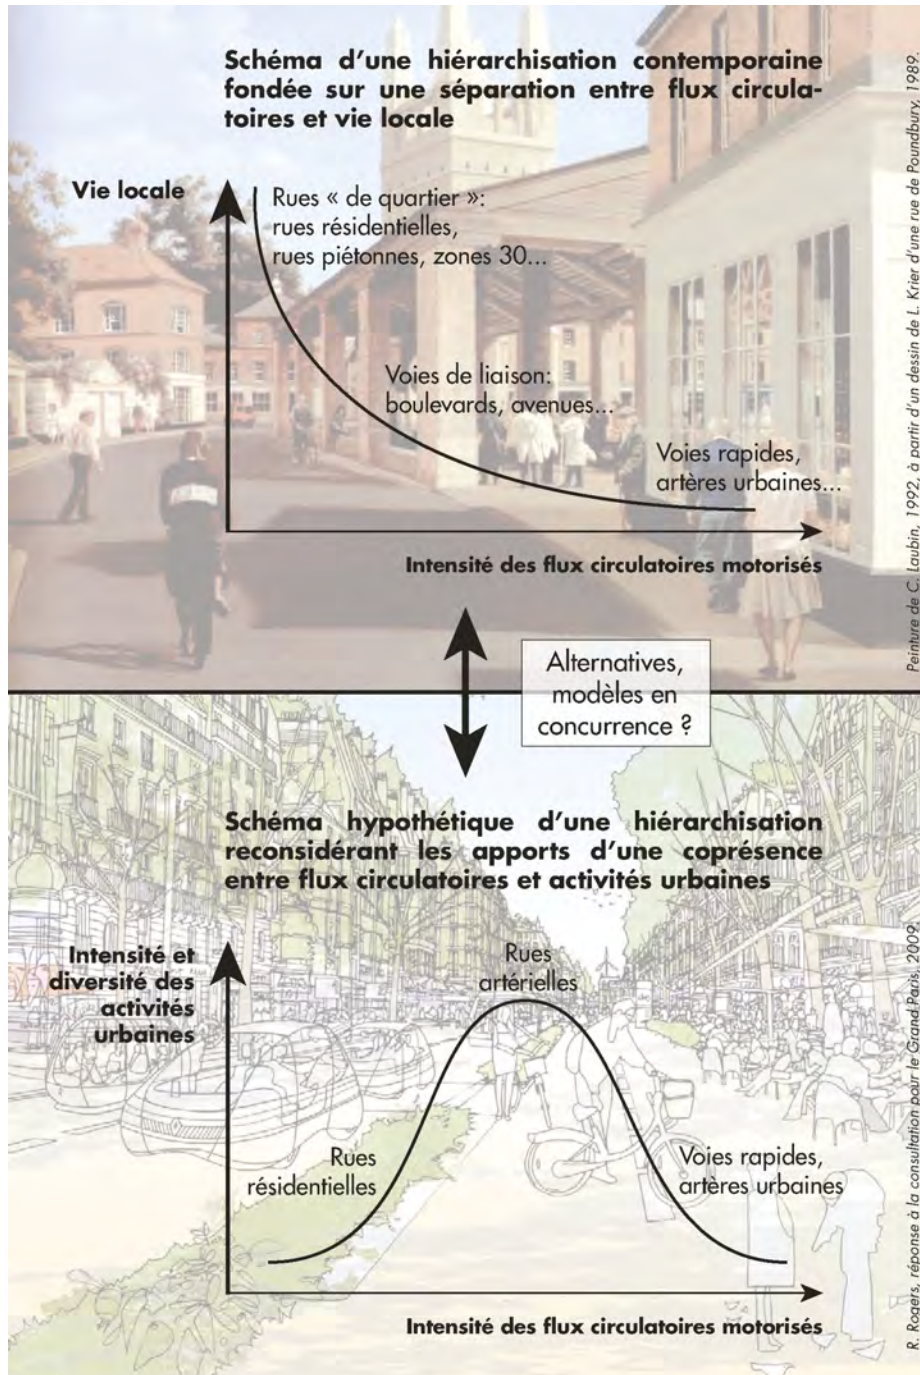 Schéma d'une hiérarchisation contemporaine
fondée sur une séparation entre flux circula-
toires et vie locale
Vie locale
Rues « de quartier »:
rues résidentielles,
rues piétonnes, zones 30...
Voies de liaison:
boulevards, avenues...
Voies rapides,
artères urbaines...
Intensité des flux circulatoires motorisés
Peinture de C. Laubin, 1992, à partir d'un dessin de L. Krier d'une rue de Poundbury, 1989.
Alternatives,
modèles en
concurrence ?
Schéma hypothétique d'une hiérarchisation
reconsidérant les apports d'une coprésence
entre flux circulatoires et activités urbaines
Intensité et
diversité des
activités
urbaines
Rues
artérielles
Rues
résidentielles
Voies rapides,
artères urbaines
Intensité des flux circulatoires motorisés
R. Rogers, réponse à la consultation pour le Grand Paris, 2009.